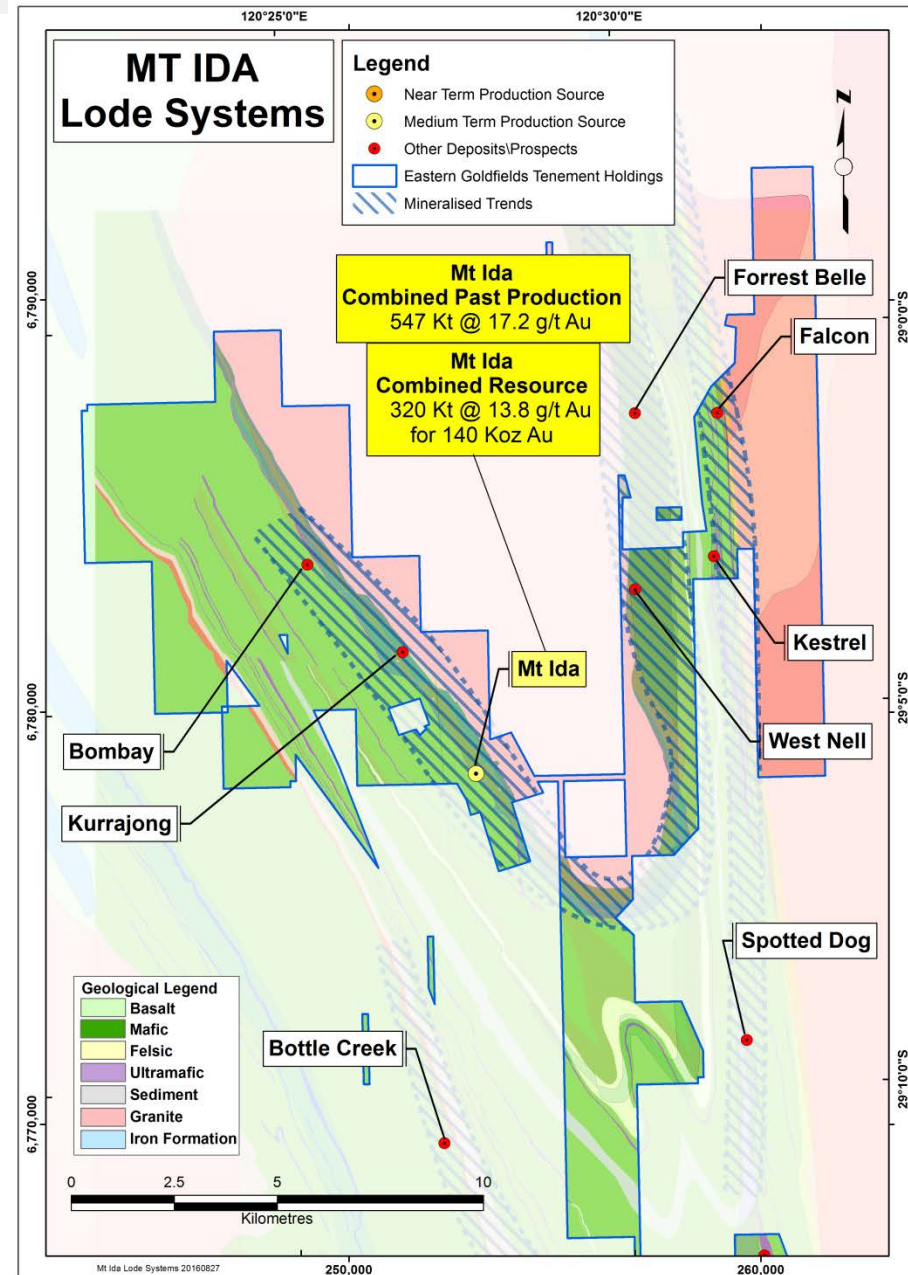 120°25'0"E
120°30'0"E
MT IDA
Lode Systems
Legend
Near Term Production Source
Medium Term Production Source
Other Deposits\Prospects
Eastern Goldfields Tenement Holdings
Mineralised Trends
N
6,790,000
29°0'0"S
Mt Ida
Combined Past Production
547 Kt @ 17.2 g/t Au
Mt Ida
Combined Resource
320 Kt @ 13.8 g/t Au
for 140 Koz Au
Forrest Belle
Falcon
Kestrel
Mt Ida
West Nell
6,780,000
29°5'0"S
Bombay
Kurrajong
Spotted Dog
Bottle Creek
Geological Legend
Basalt
Mafic
Felsic
Ultramafic
Sediment
Granite
Iron Formation
6,770,000
29°10'0"S
0 2.5 5 10
Kilometres
Mt Ida Lode Systems 20160827
250,000
260,000